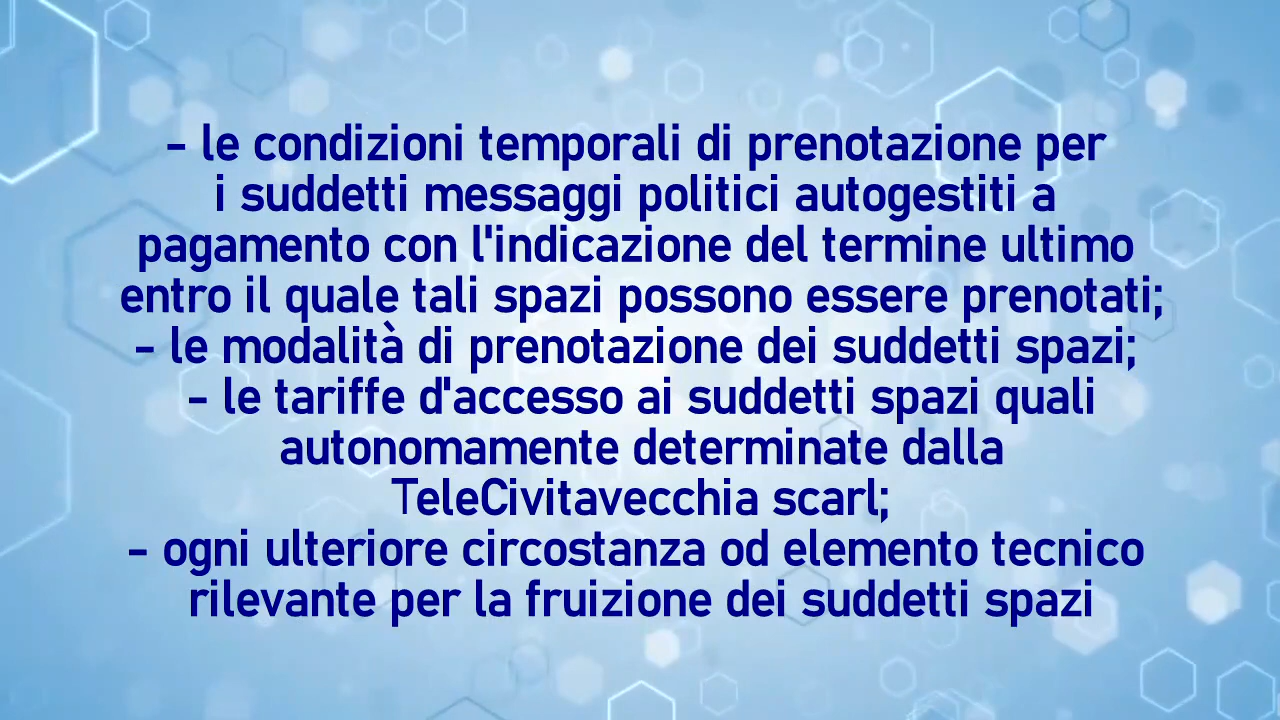 - le condizioni temporali di prenotazione per
i suddetti messaggi politici autogestiti a
pagamento con l'indicazione del termine ultimo
entro il quale tali spazi possono essere prenotati;
- le modalità di prenotazione dei suddetti spazi;
- le tariffe d'accesso ai suddetti spazi quali
autonomamente determinate dalla
TeleCivitavecchia scarl;
- ogni ulteriore circostanza od elemento tecnico
rilevante per la fruizione dei suddetti spazi